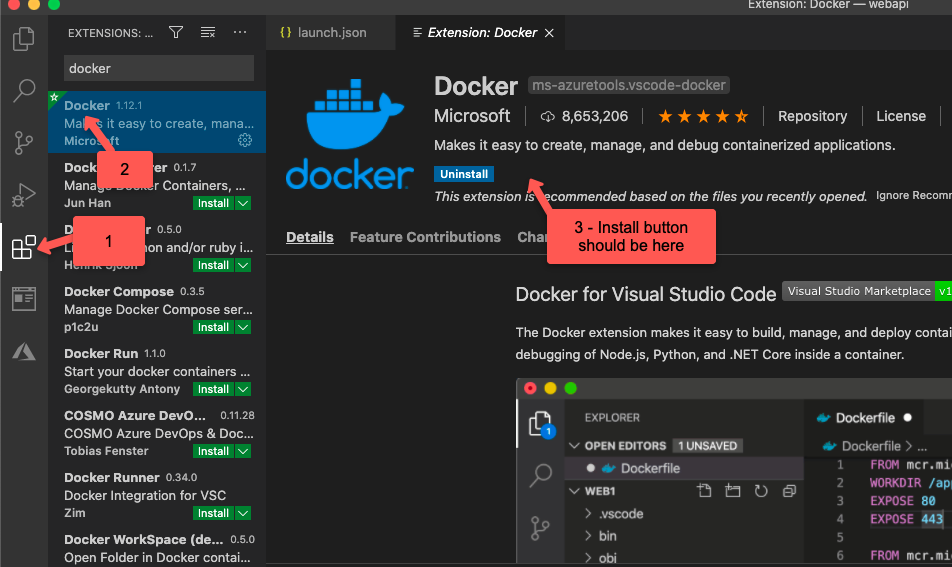 Extension: Docker — webapi
EXTENSIONS: ...
launch.json
Extension: Docker
docker
Docker 1.12.1
Makes it easy to create, mana...
Microsoft
0.1.7
Manage Docker Containers, ...
Jun Han
Install
0.5.0
and/or ruby i...
Install
Docker Compose 0.3.5
Manage Docker Compose ser...
p1c2u
Install
Docker Run 1.1.0
Start your docker containers ...
Georgekutty Antony
Install
COSMO Azure DevO... 0.11.28
COSMO Azure DevOps & Doc...
Tobias Fenster
Install
Docker Runner 0.34.0
Docker Integration for VSC
Zim
Install
Docker WorkSpace (de... 0.5.0
Open Folder in Docker contai...
1
2
docker
Docker ms-azuretools.vscode-docker
Microsoft 8,653,206 Repository License
Makes it easy to create, manage, and debug containerized applications.
Uninstall
This extension is recommended based on the files you recently opened. Ignore Recomm
3 - Install button
should be here
Details Feature Contributions
Docker for Visual Studio Code Visual Studio Marketplace v1
The Docker extension makes it easy to build, manage, and deploy contai
debugging of Node.js, Python, and .NET Core inside a container.
1
EXPLORER
OPEN EDITORS 1 UNSAVED
Dockerfile
WEB1
.vscode
bin
obj
Dockerfile
Dockerfile > ...
1 FROM mcr.mi
2 WORKDIR /app
3 EXPOSE 80
4 EXPOSE 443
5
6 FROM mcr.mi